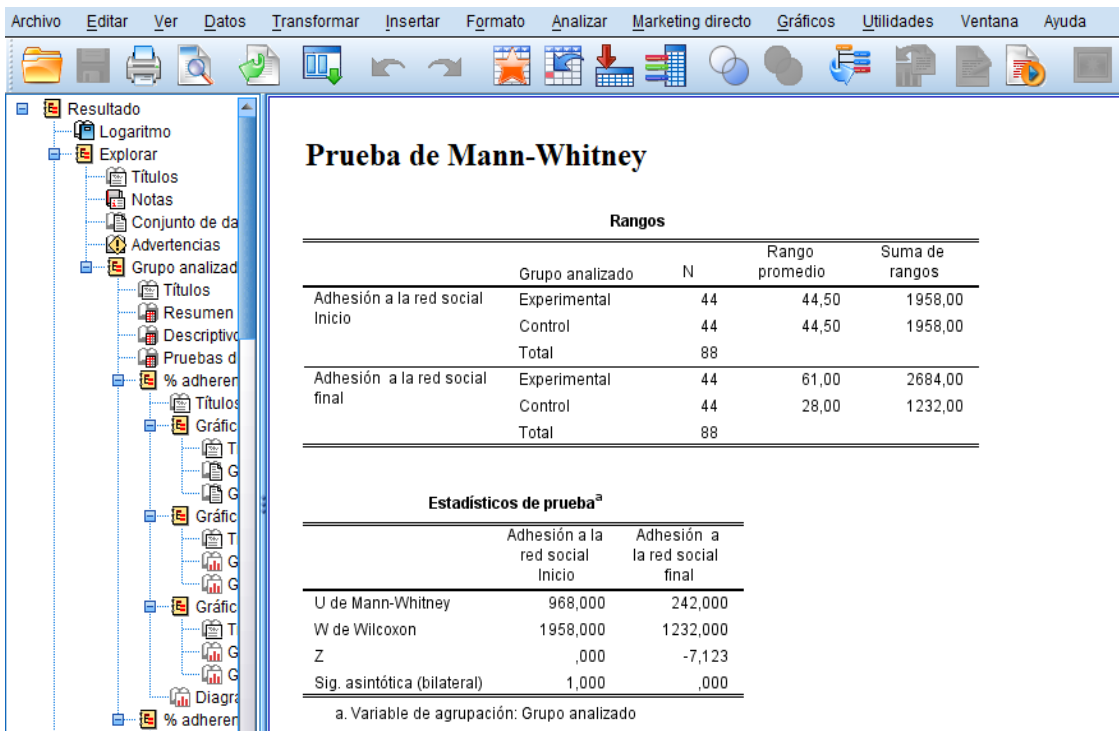 Archivo Editar Ver Datos Transformar Insertar Formato Analizar Marketing directo Gráficos Utilidades Ventana Ayuda
Resultado
Logaritmo
Explorar
Títulos
Notas
Conjunto de da
Advertencias
Grupo analizad
Títulos
Resumen
Descriptivo
Pruebas d
% adheren
Títulos
Gráfic
T
G
G
Gráfic
T
G
G
Gráfic
T
G
G
Diagra
% adheren
Prueba de Mann-Whitney
Rangos
Grupo analizado N Rango promedio Suma de rangos
Adhesión a la red social Inicio Experimental 44 44,50 1958,00
Control 44 44,50 1958,00
Total 88
Adhesión a la red social final Experimental 44 61,00 2684,00
Control 44 28,00 1232,00
Total 88
Estadísticos de prueba a
Adhesión a la red social Inicio Adhesión a la red social final
U de Mann-Whitney 968,000 242,000
W de Wilcoxon 1958,000 1232,000
Z ,000 -7,123
Sig. asintótica (bilateral) 1,000 ,000
a. Variable de agrupación: Grupo analizado